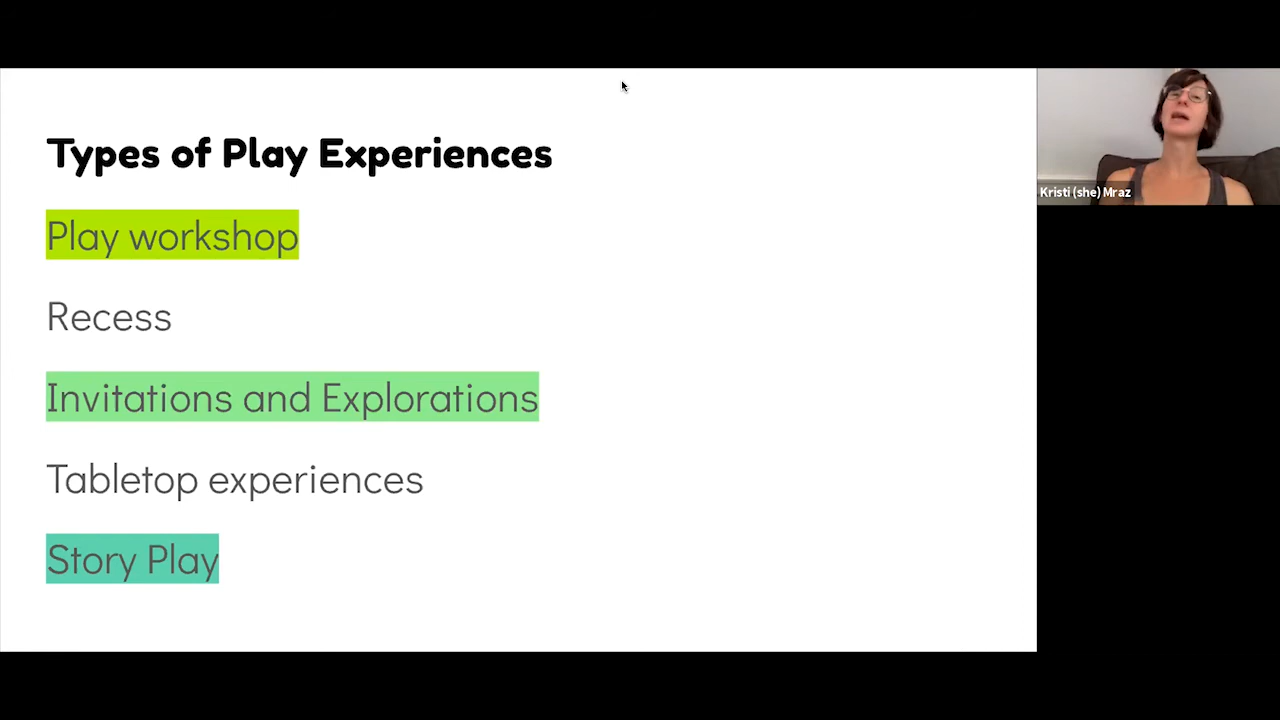 Types of Play Experiences
Play workshop
Recess
Invitations and Explorations
Tabletop experiences
Story Play
Kristi (she) Mraz